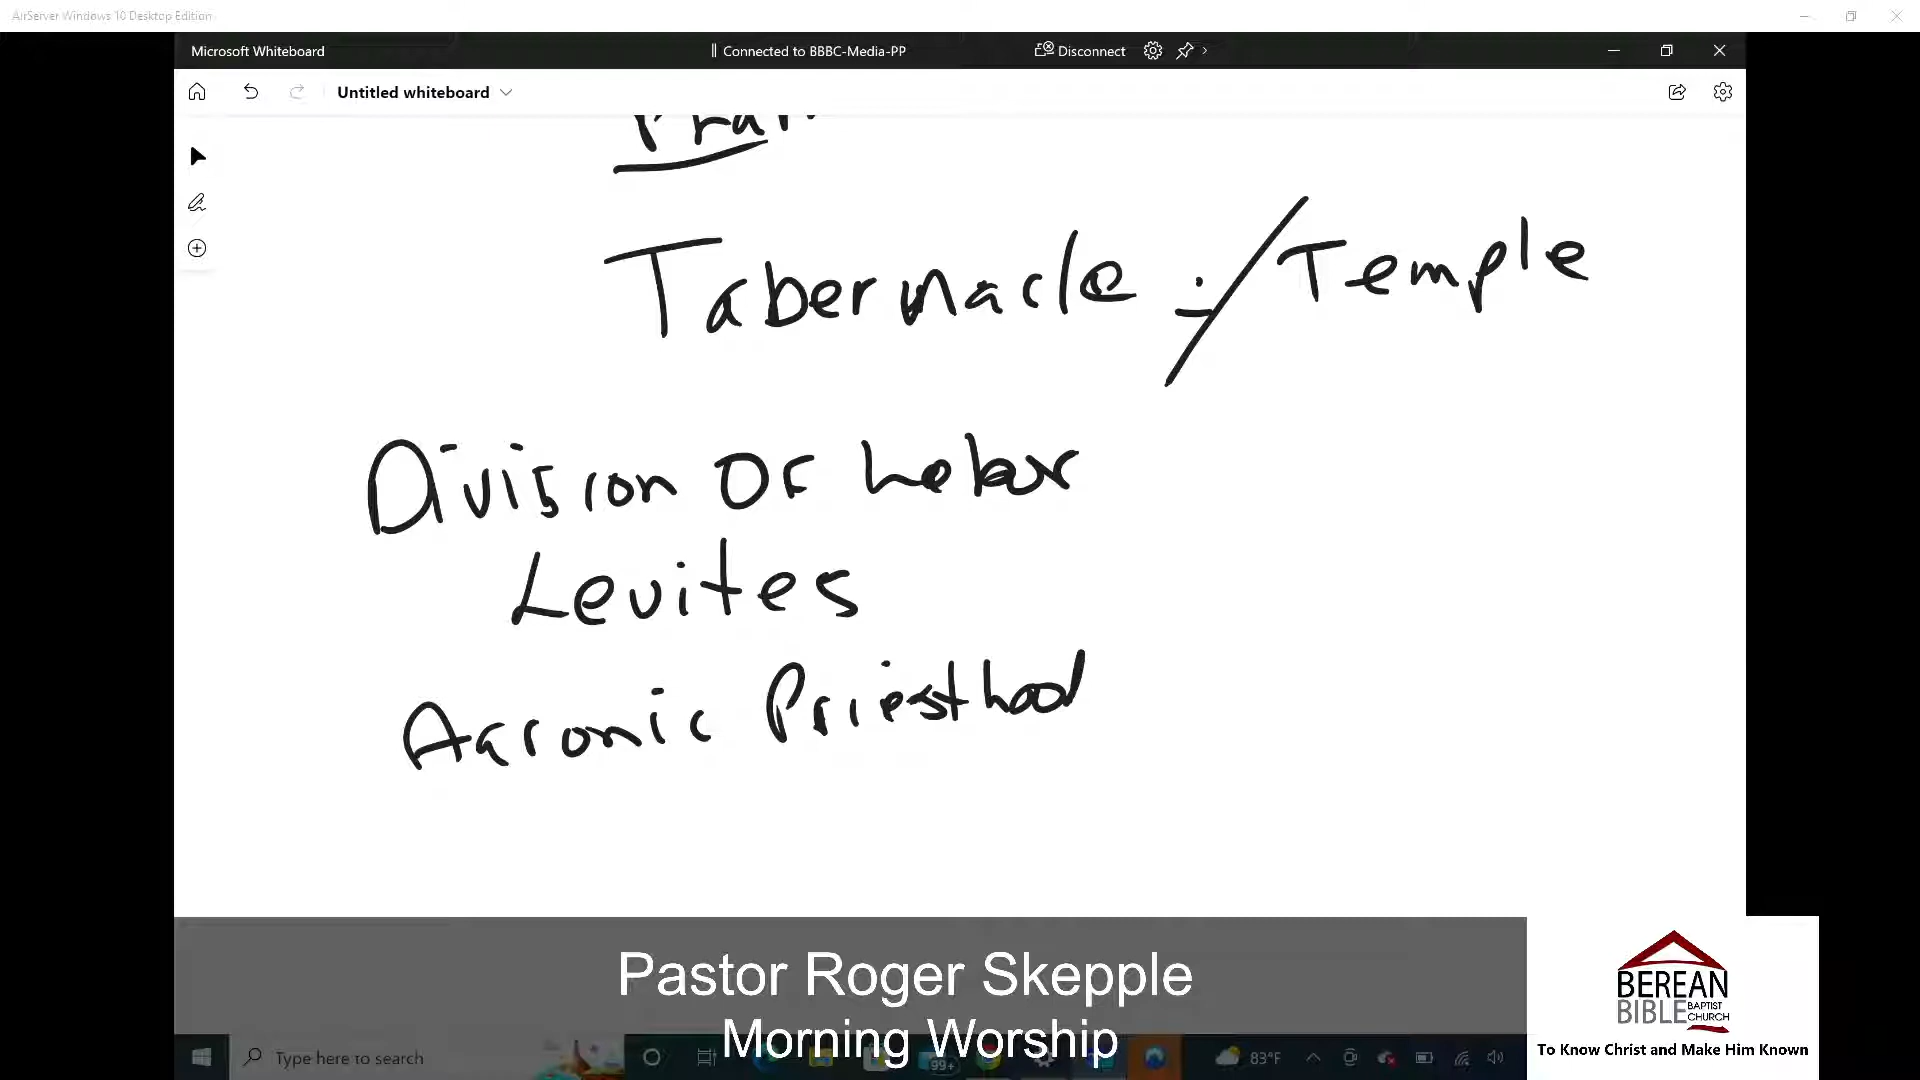 AirServer Windows 10 Desktop Edition
Microsoft Whiteboard
Connected to BBBC-Media-PP
Disconnect
Untitled whiteboard
Tabernacle / Temple
Division Of Labor
Levites
Aaronic Priesthood
Pastor Roger Skepple
Morning Worship
Type here to search
99+
83°F
BEREAN
BIBLE BAPTIST CHURCH
To Know Christ and Make Him Known